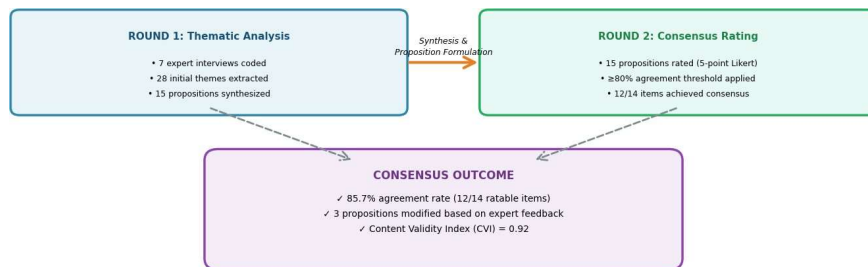 ROUND 1: Thematic Analysis
• 7 expert interviews coded
• 28 initial themes extracted
• 15 propositions synthesized
Synthesis &
Proposition Formulation
ROUND 2: Consensus Rating
• 15 propositions rated (5-point Likert)
• ≥80% agreement threshold applied
• 12/14 items achieved consensus
CONSENSUS OUTCOME
✓ 85.7% agreement rate (12/14 ratable items)
✓ 3 propositions modified based on expert feedback
✓ Content Validity Index (CVI) = 0.92